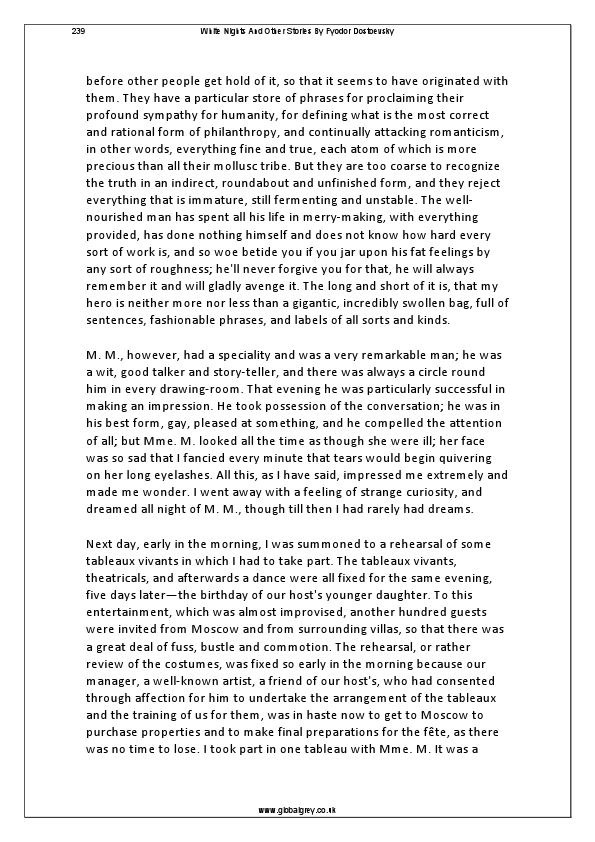 239 White Nights And Other Stories By Fyodor Dostoevsky
before other people get hold of it, so that it seems to have originated with
them. They have a particular store of phrases for proclaiming their
profound sympathy for humanity, for defining what is the most correct
and rational form of philanthropy, and continually attacking romanticism,
in other words, everything fine and true, each atom of which is more
precious than all their mollusc tribe. But they are too coarse to recognize
the truth in an indirect, roundabout and unfinished form, and they reject
everything that is immature, still fermenting and unstable. The well-
nourished man has spent all his life in merry-making, with everything
provided, has done nothing himself and does not know how hard every
sort of work is, and so woe betide you if you jar upon his fat feelings by
any sort of roughness; he'll never forgive you for that, he will always
remember it and will gladly avenge it. The long and short of it is, that my
hero is neither more nor less than a gigantic, incredibly swollen bag, full of
sentences, fashionable phrases, and labels of all sorts and kinds.
M. M., however, had a speciality and was a very remarkable man; he was
a wit, good talker and story-teller, and there was always a circle round
him in every drawing-room. That evening he was particularly successful in
making an impression. He took possession of the conversation; he was in
his best form, gay, pleased at something, and he compelled the attention
of all; but Mme. M. looked all the time as though she were ill; her face
was so sad that I fancied every minute that tears would begin quivering
on her long eyelashes. All this, as I have said, impressed me extremely and
made me wonder. I went away with a feeling of strange curiosity, and
dreamed all night of M. M., though till then I had rarely had dreams.
Next day, early in the morning, I was summoned to a rehearsal of some
tableaux vivants in which I had to take part. The tableaux vivants,
theatricals, and afterwards a dance were all fixed for the same evening,
five days later—the birthday of our host's younger daughter. To this
entertainment, which was almost improvised, another hundred guests
were invited from Moscow and from surrounding villas, so that there was
a great deal of fuss, bustle and commotion. The rehearsal, or rather
review of the costumes, was fixed so early in the morning because our
manager, a well-known artist, a friend of our host's, who had consented
through affection for him to undertake the arrangement of the tableaux
and the training of us for them, was in haste now to get to Moscow to
purchase properties and to make final preparations for the fête, as there
was no time to lose. I took part in one tableau with Mme. M. It was a
www.globalgrey.co.uk